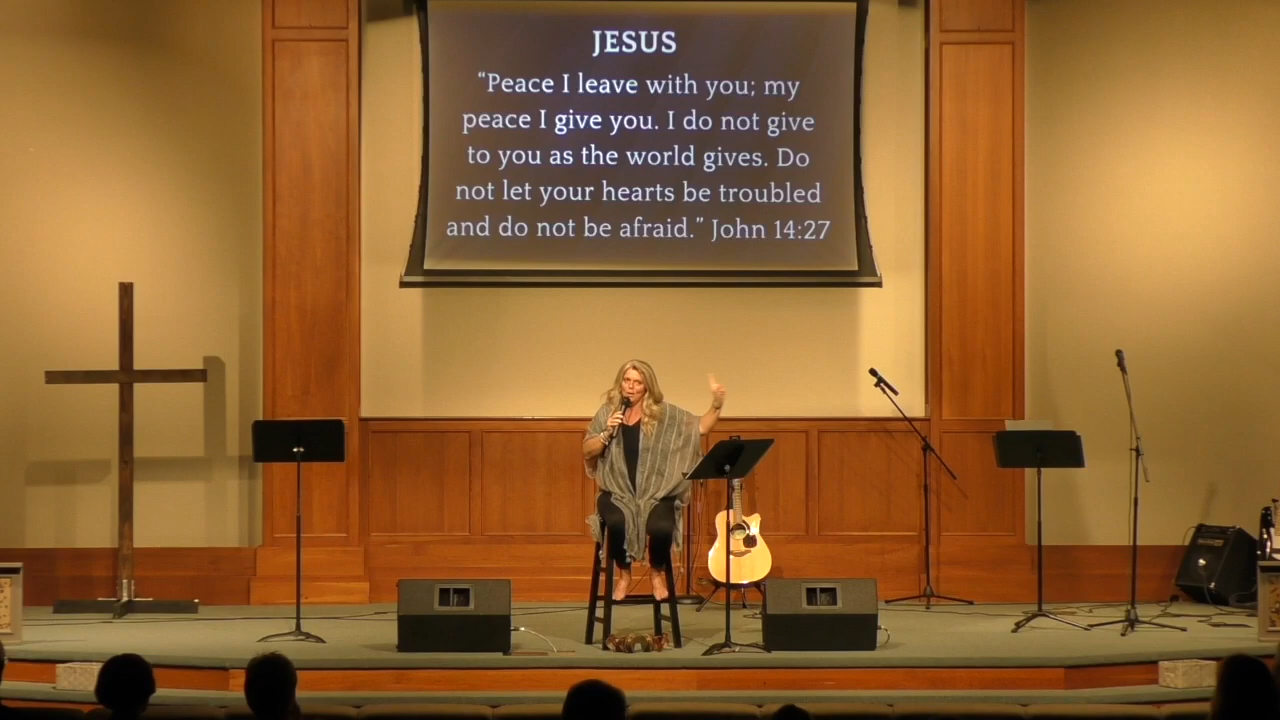 JESUS
“Peace I leave with you; my
peace I give you. I do not give
to you as the world gives. Do
not let your hearts be troubled
and do not be afraid.” John 14:27